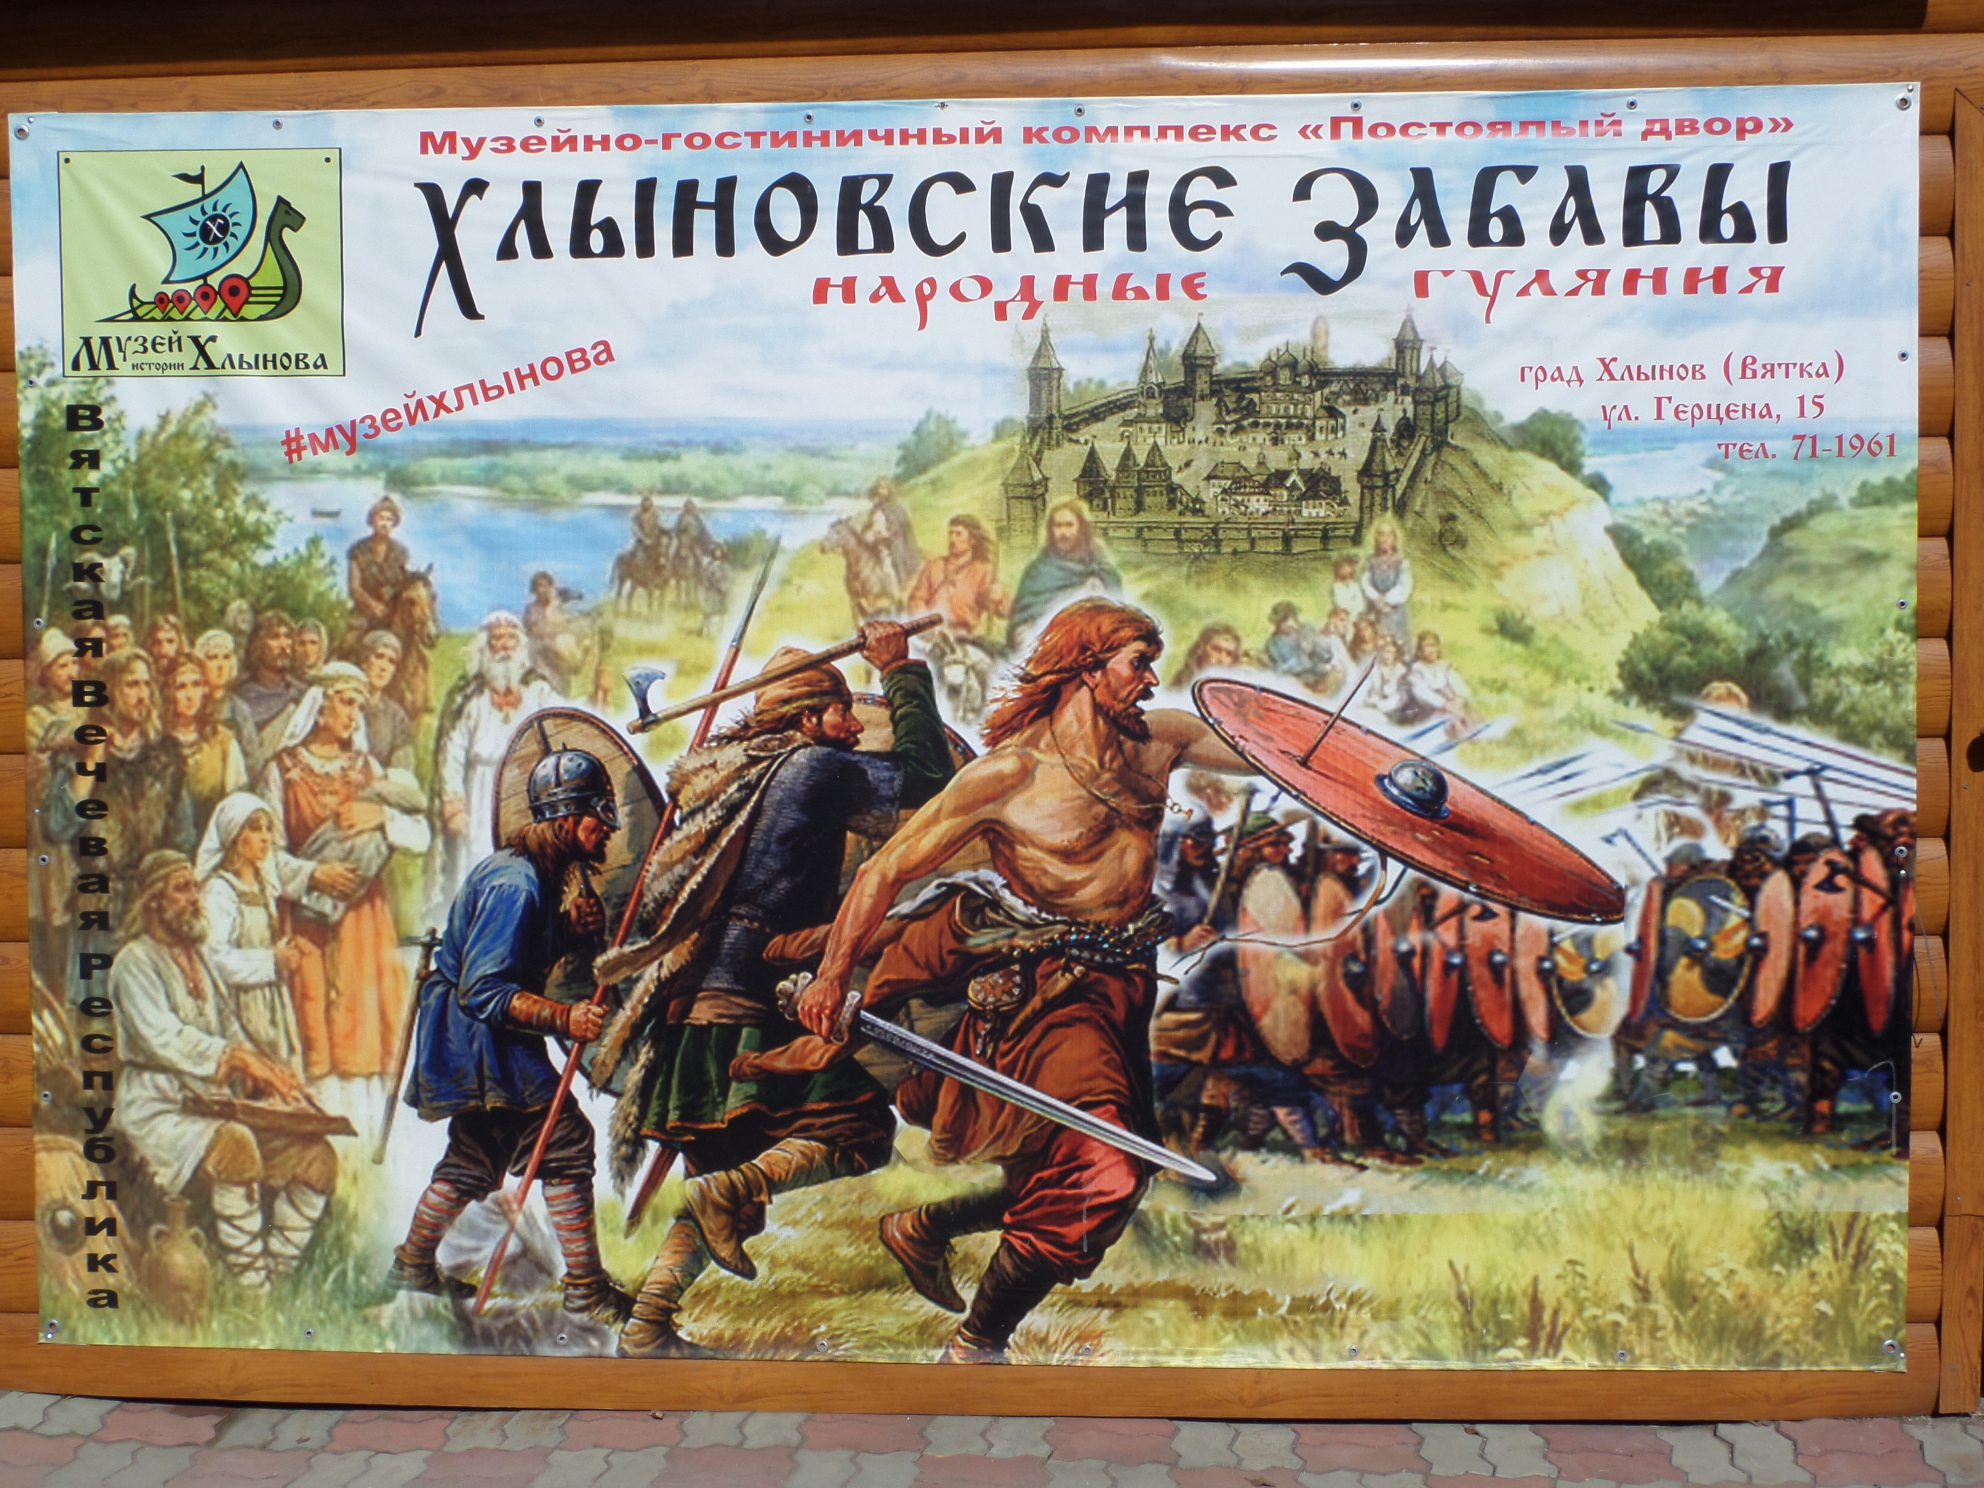 Музейно-гостиничный комплекс «Постоялый двор»
Хлыновские Забавы
народные гуляния
Музей
истории Хлынова
#музейхлынова
град Хлынов (Вятка)
ул. Герцена, 15
тел. 71-1961
Вятская Вечевая Республика